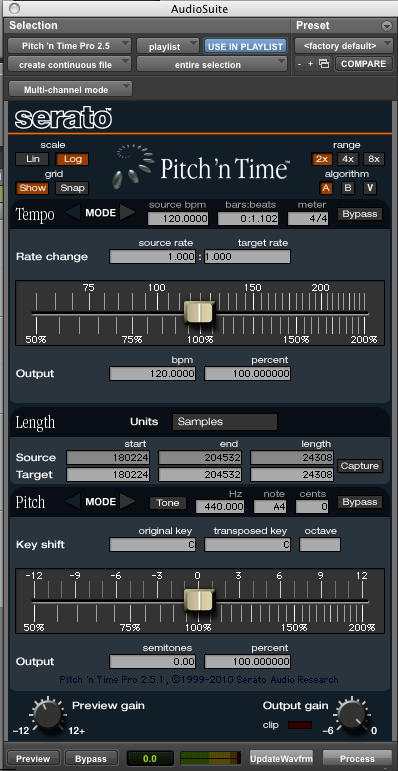 AudioSuite
Selection Preset
Pitch 'n Time Pro 2.5 playlist USE IN PLAYLIST <factory default>
create continuous file entire selection - + COMPARE
Multi-channel mode
serato
scale range
Lin Log Pitch 'n Time™ 2x 4x 8x
grid algorithm
Show Snap A B V
source bpm bars:beats meter
Tempo MODE 120.0000 0:1.102 4/4 Bypass
source rate target rate
Rate change 1.000 : 1.000
75 100 150 200
50% 75% 100% 150% 200%
bpm percent
Output 120.0000 100.000000
Length Units Samples
start end length
Source 180224 204532 24308
Target 180224 204532 24308 Capture
Hz note cents
Pitch MODE Tone 440.000 A4 0 Bypass
original key transposed key octave
Key shift C C
-12 -9 -6 -3 0 3 6 9 12
50% 75% 100% 150% 200%
semitones percent
Output 0.00 100.000000
Pitch 'n Time Pro 2.5.1, ©1999-2010 Serato Audio Research
Preview gain Output gain
clip
-12 12+ -6 0
Preview Bypass 0.0 UpdateWavfrm Process